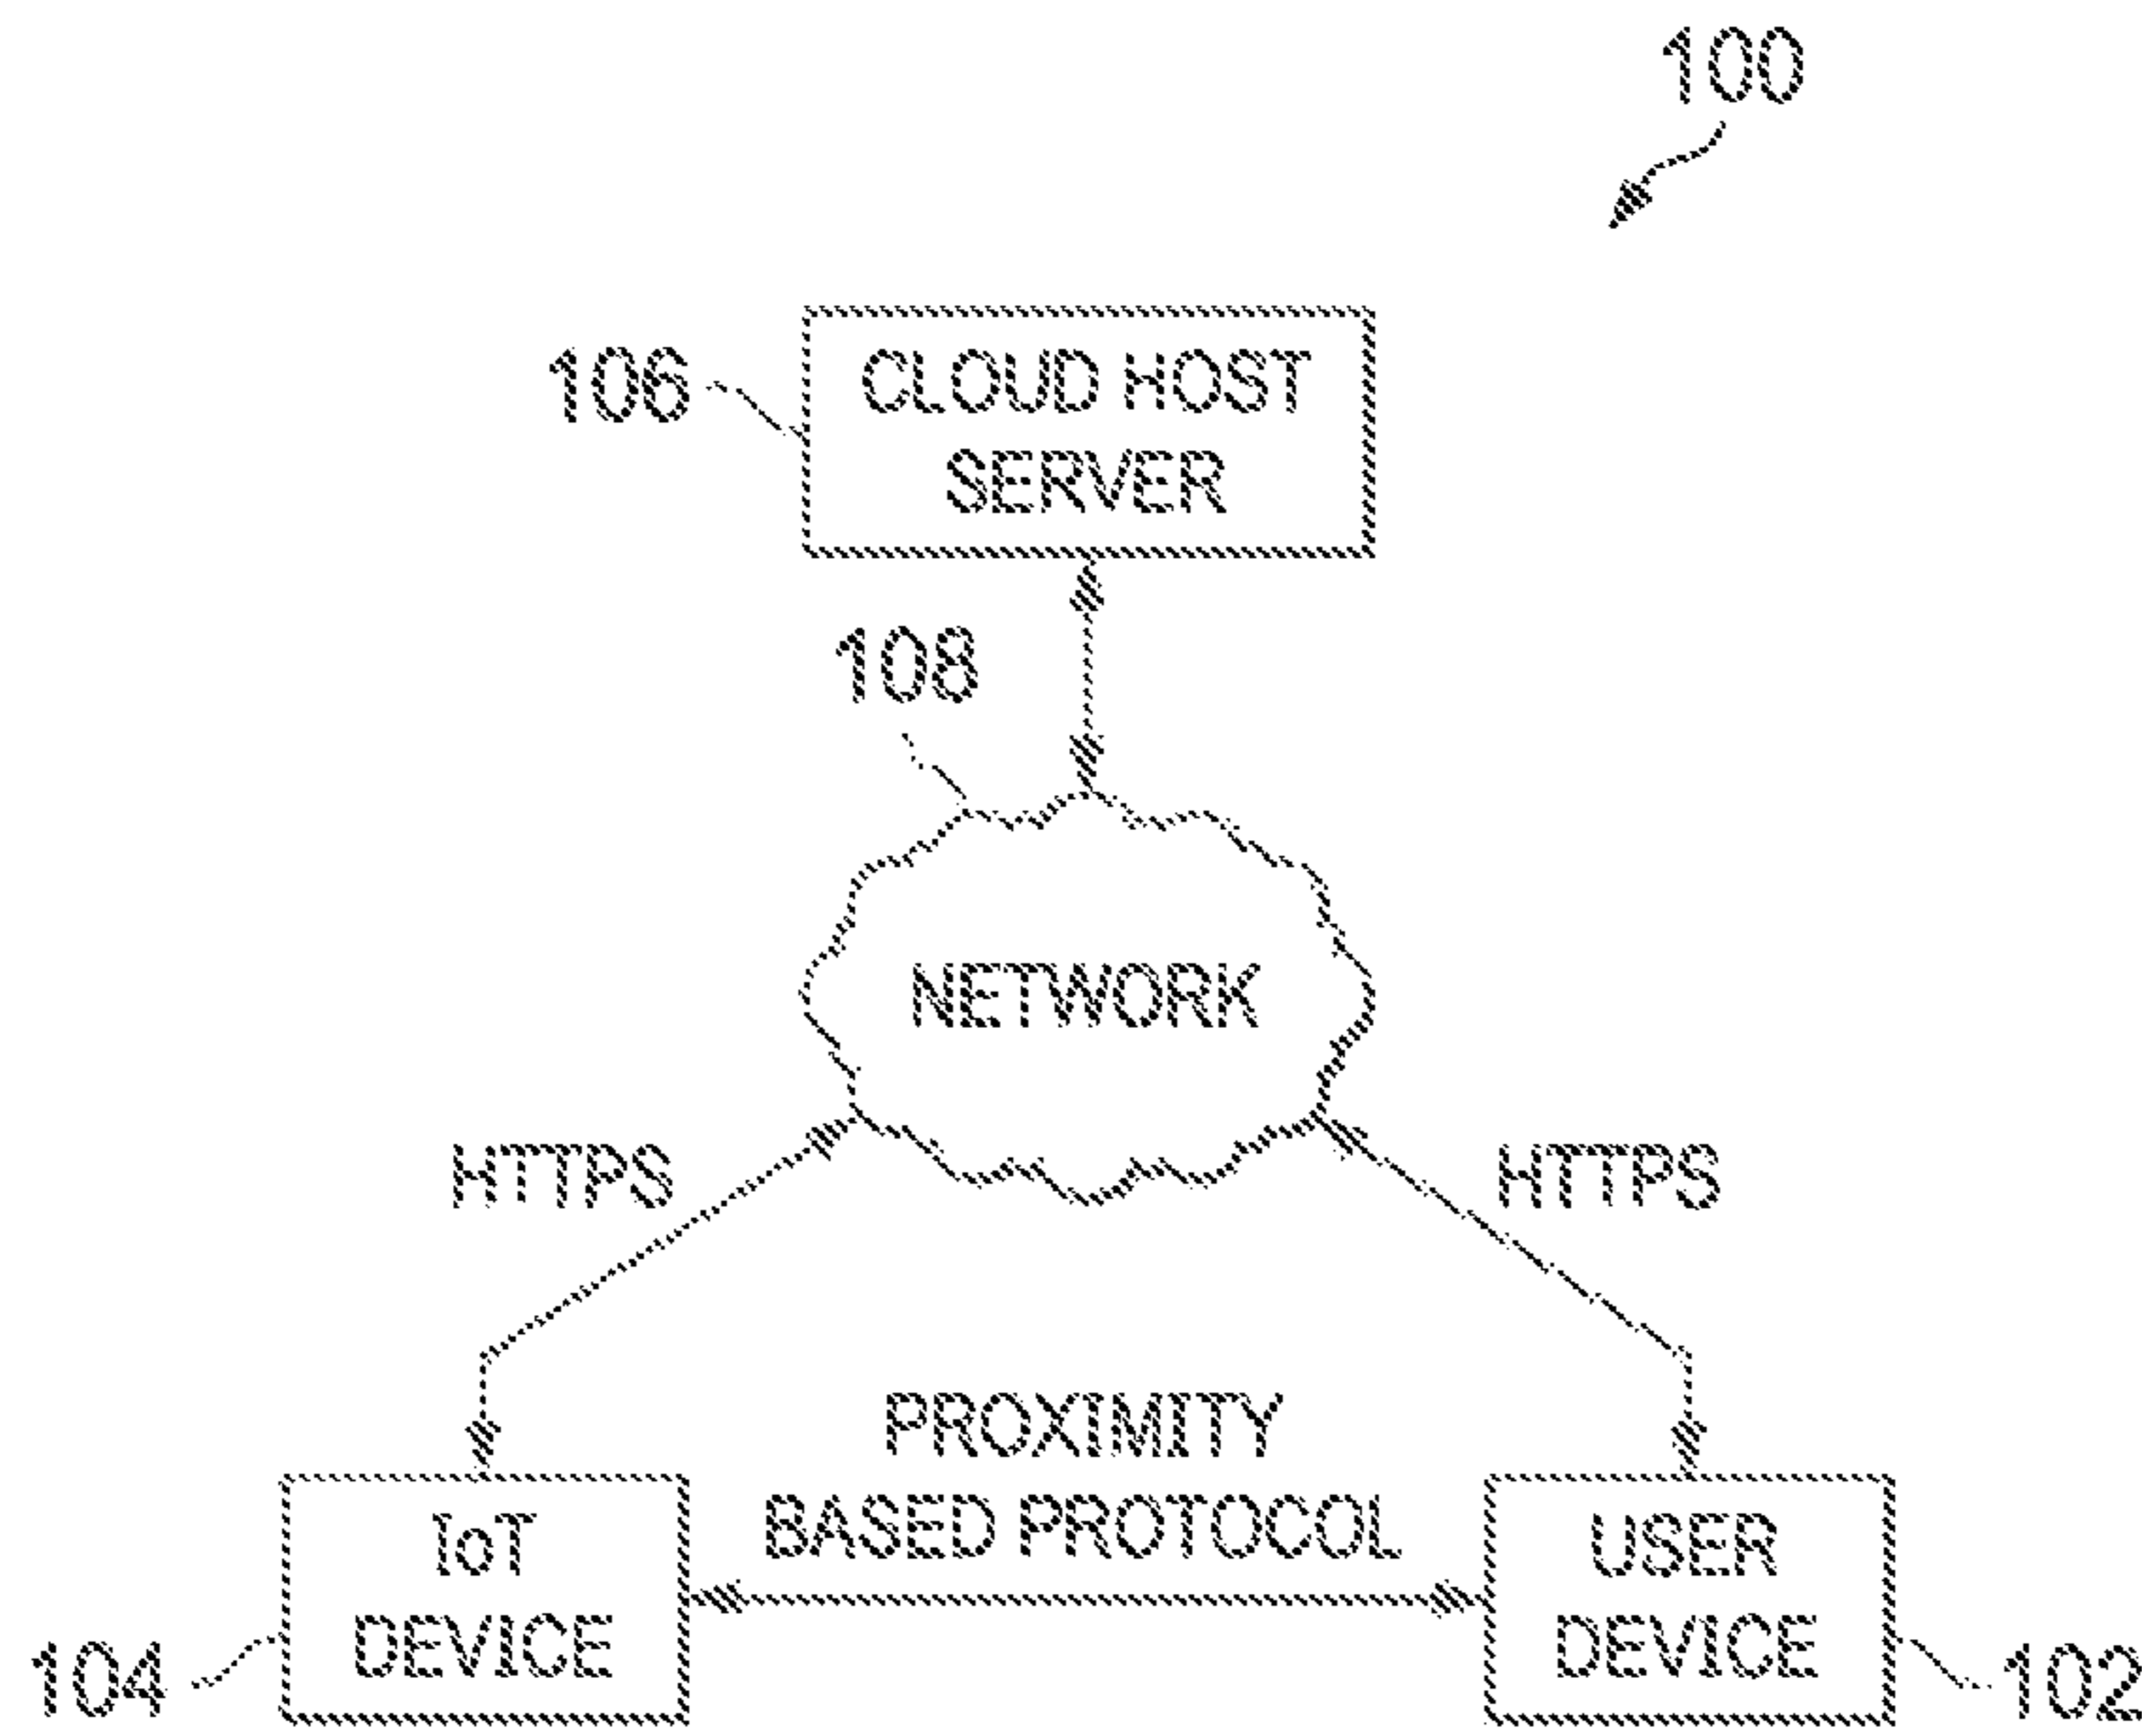 100
106
CLOUD HOST
SERVER
108
NETWORK
HTTPS
HTTPS
PROXIMITY
BASED PROTOCOL
IoT
DEVICE
USER
DEVICE
104
102